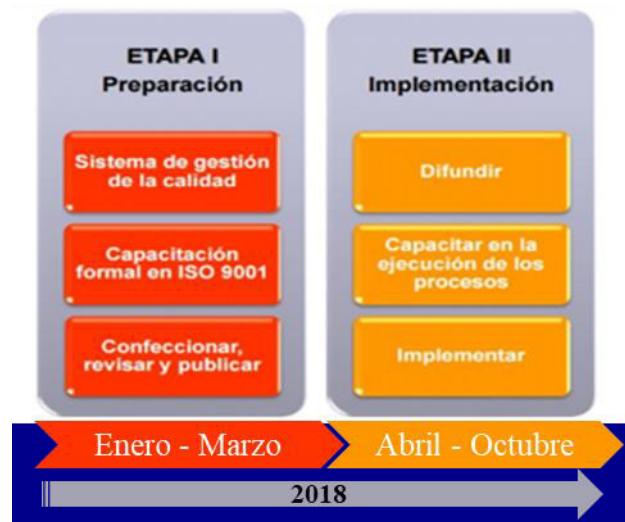 ETAPA I
Preparación
Sistema de gestión
de la calidad
Capacitación
formal en ISO 9001
Confeccionar,
revisar y publicar
ETAPA II
Implementación
Difundir
Capacitar en la
ejecución de los
procesos
Implementar
Enero - Marzo
Abril - Octubre
2018